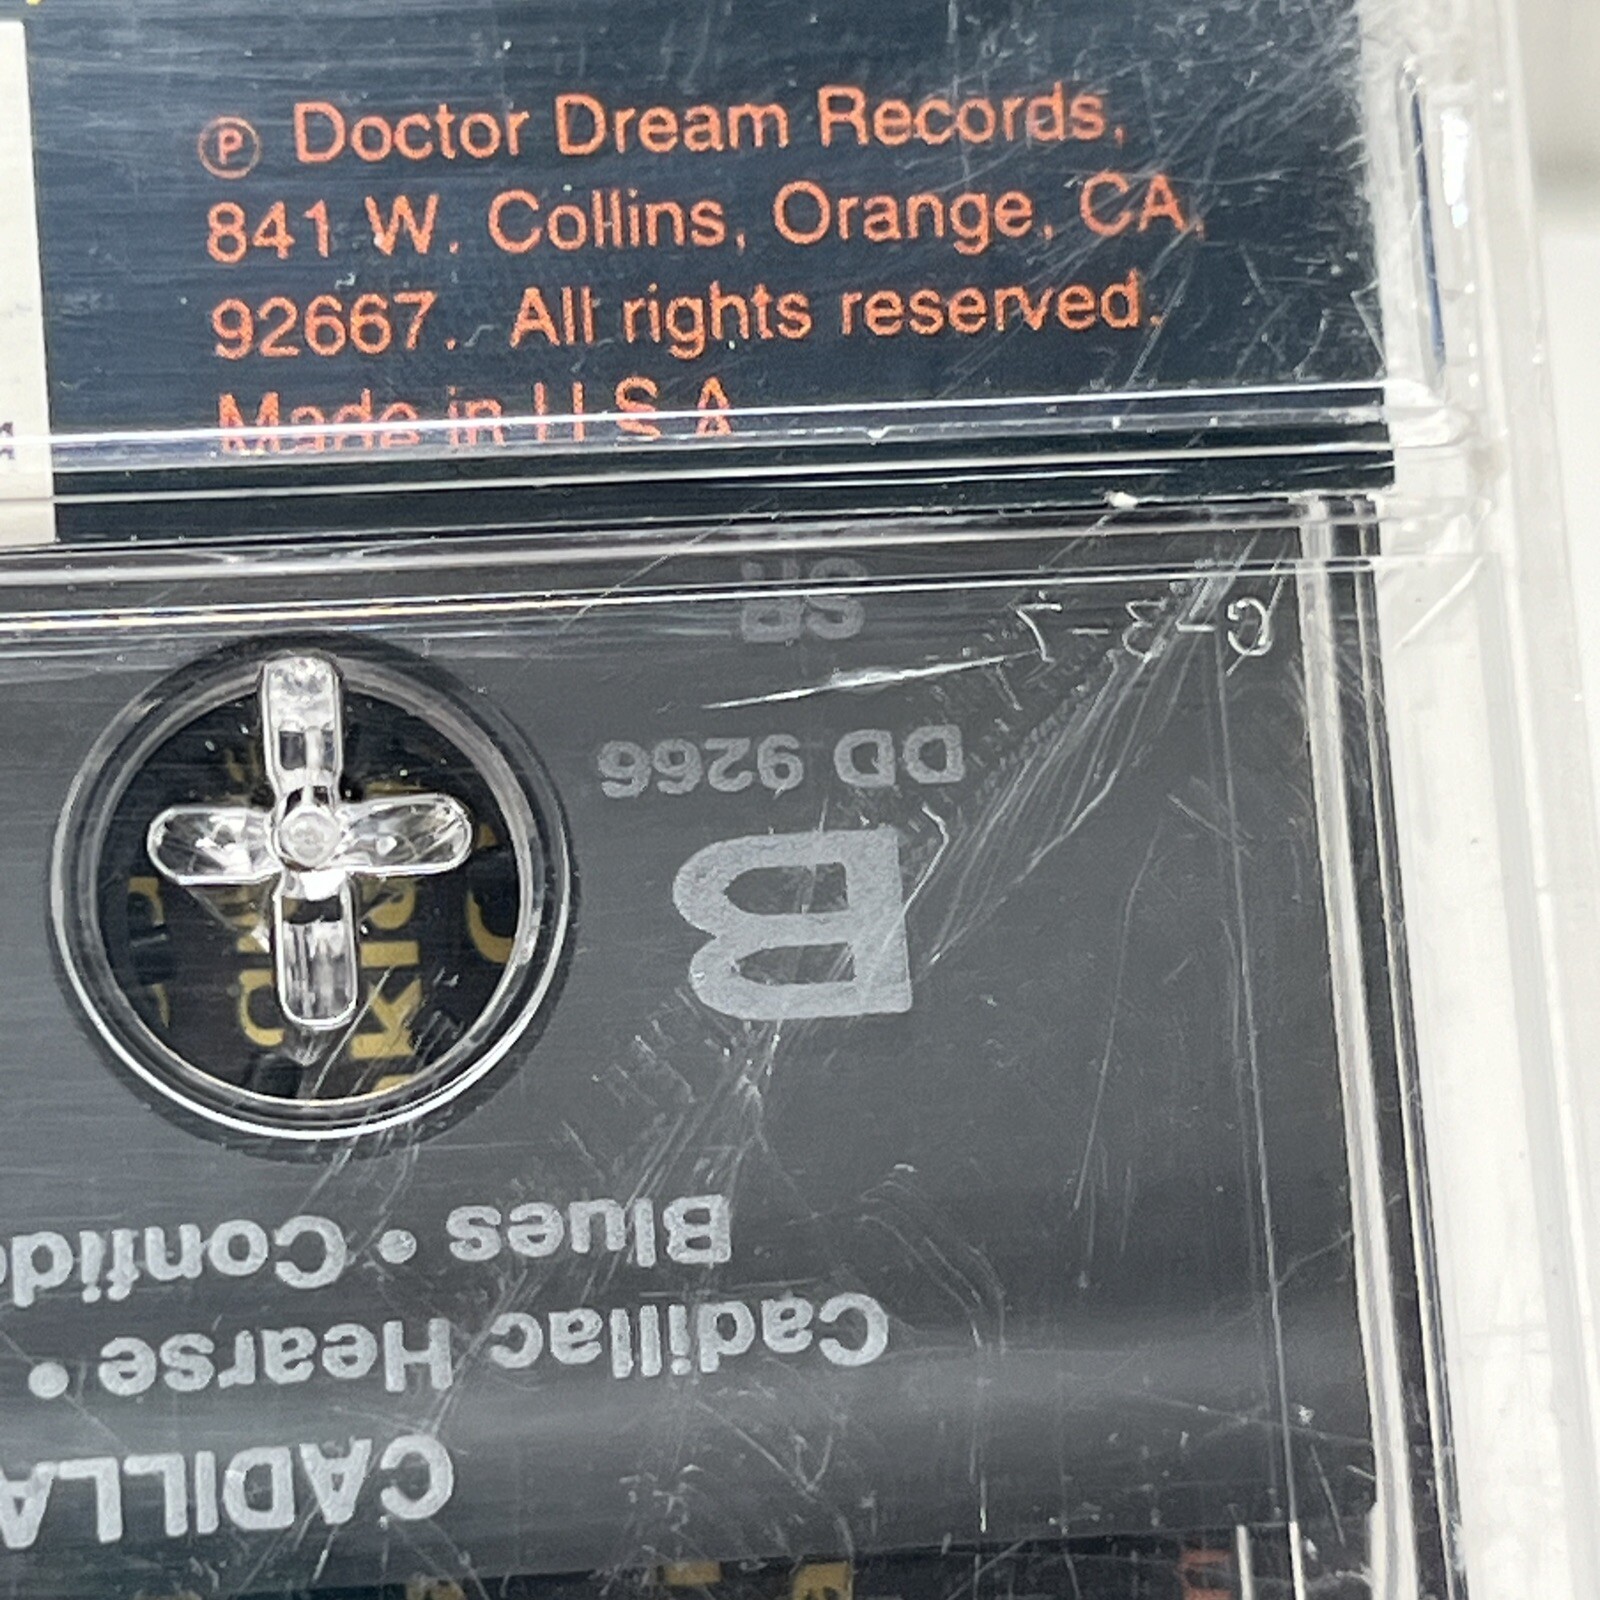 ℗ Doctor Dream Records,
841 W. Collins, Orange, CA,
92667. All rights reserved.
Made in U.S.A.
CADILLA
Cadillac Hearse •
Blues • Confid
B
DD 9266
SR